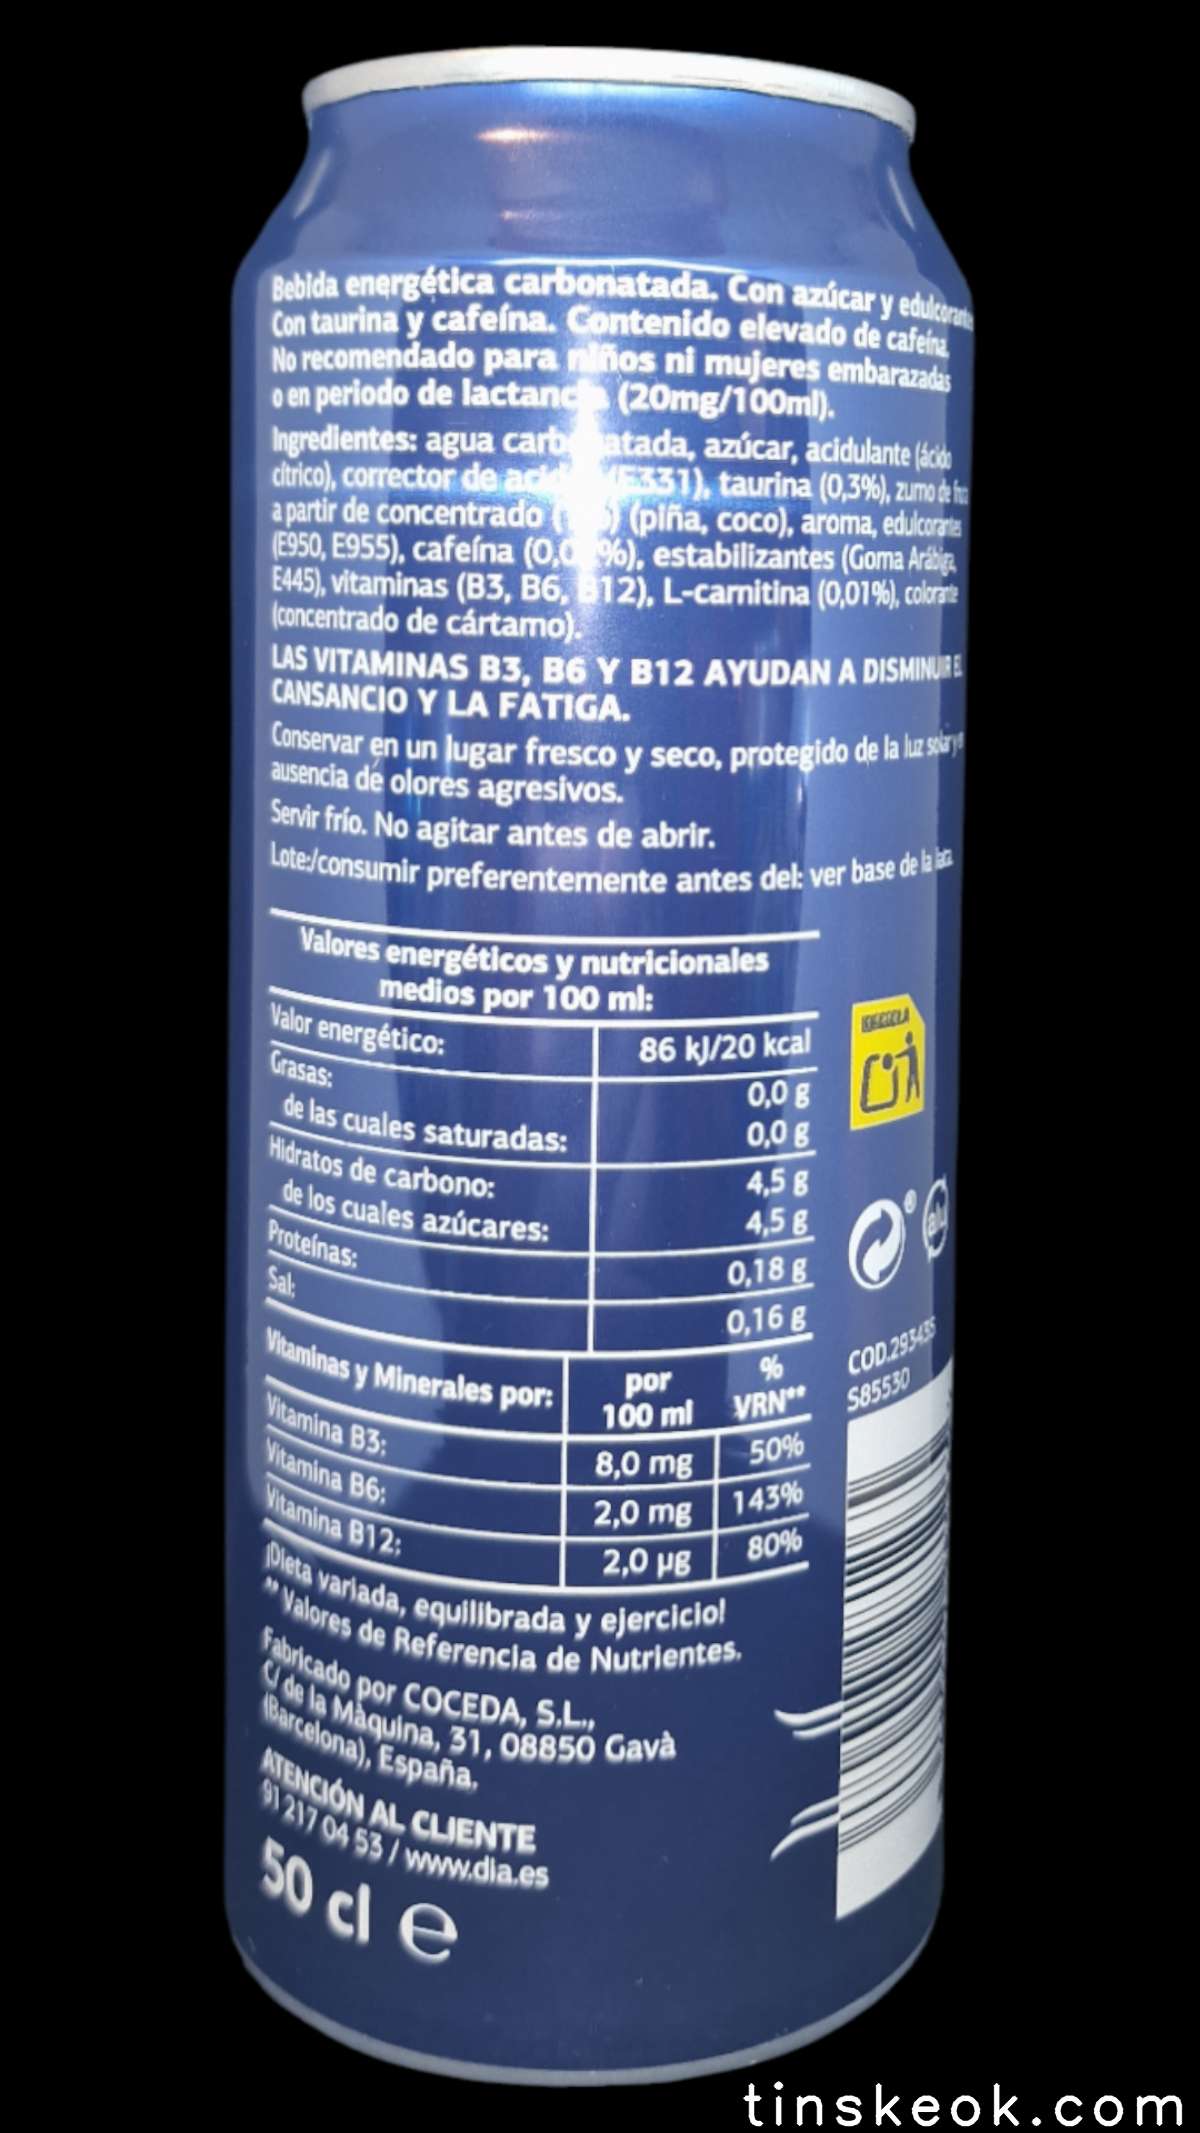 Bebida energética carbonatada. Con azúcar y edulcorantes
Con taurina y cafeína. Contenido elevado de cafeína.
No recomendado para niños ni mujeres embarazadas
o en periodo de lactancia (20mg/100ml).
Ingredientes: agua carbonatada, azúcar, acidulante (ácido
cítrico), corrector de (E331), taurina (0,3%), zumo de fruta
a partir de concentrado (piña, coco), aroma, edulcorantes
(E950, E955), cafeína %), estabilizantes (Goma Arábiga,
E445), vitaminas (B3, B6, B12), L-carnitina (0,01%), colorante
(concentrado de cártamo).
LAS VITAMINAS B3, B6 Y B12 AYUDAN A DISMINUIR EL
CANSANCIO Y LA FATIGA.
Conservar en un lugar fresco y seco, protegido de la luz solar y en
ausencia de olores agresivos.
Servir frío. No agitar antes de abrir.
Lote:/consumir preferentemente antes del: ver base de la lata.
Valores energéticos y nutricionales
medios por 100 ml:
Valor energético: 86 kJ/20 kcal
Grasas: 0,0 g
de las cuales saturadas: 0,0 g
Hidratos de carbono: 4,5 g
de los cuales azúcares: 4,5 g
Proteínas: 0,18 g
Sal: 0,16 g
Vitaminas y Minerales por: por 100 ml % VRN**
Vitamina B3: 8,0 mg 50%
Vitamina B6: 2,0 mg 143%
Vitamina B12: 2,0 µg 80%
¡Dieta variada, equilibrada y ejercicio!
** Valores de Referencia de Nutrientes.
Fabricado por COCEDA, S.L.,
C/ de la Màquina, 31, 08850 Gavà
(Barcelona), España.
ATENCIÓN AL CLIENTE
91 217 04 53 / www.dia.es
50 cl e
alu
COD.293435
S85530
tinskeok.com